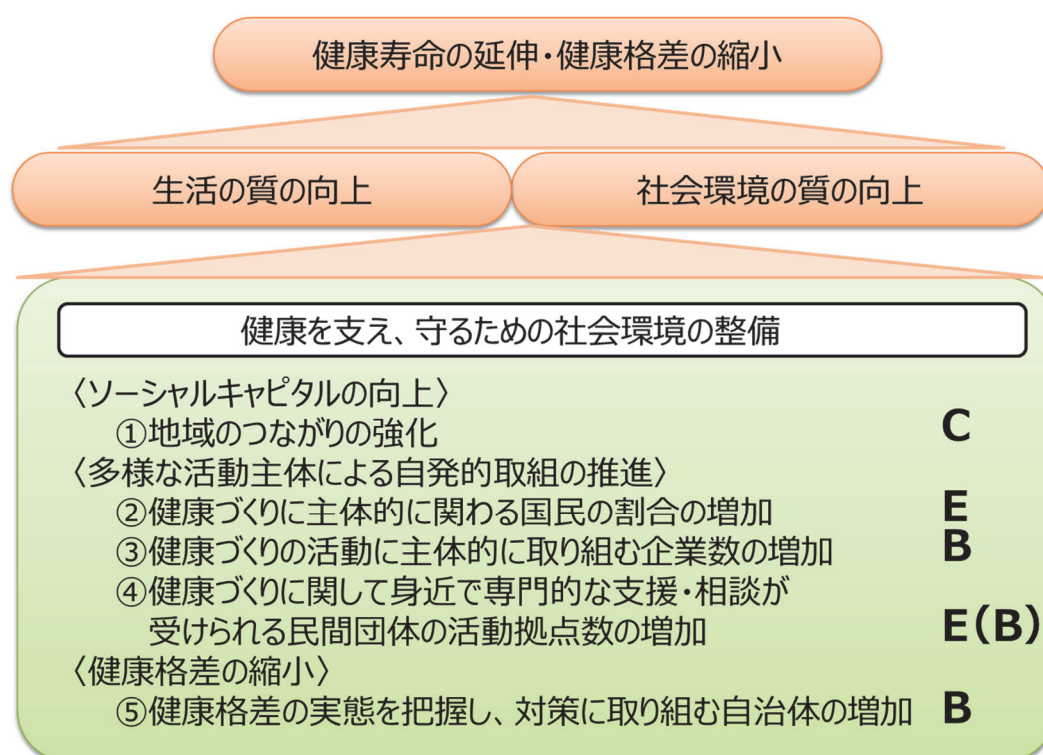 健康寿命の延伸・健康格差の縮小
生活の質の向上
社会環境の質の向上
健康を支え、守るための社会環境の整備
〈ソーシャルキャピタルの向上〉
①地域のつながりの強化 C
〈多様な活動主体による自発的取組の推進〉
②健康づくりに主体的に関わる国民の割合の増加 E
③健康づくりの活動に主体的に取り組む企業数の増加 B
④健康づくりに関して身近で専門的な支援・相談が
受けられる民間団体の活動拠点数の増加 E(B)
〈健康格差の縮小〉
⑤健康格差の実態を把握し、対策に取り組む自治体の増加 B